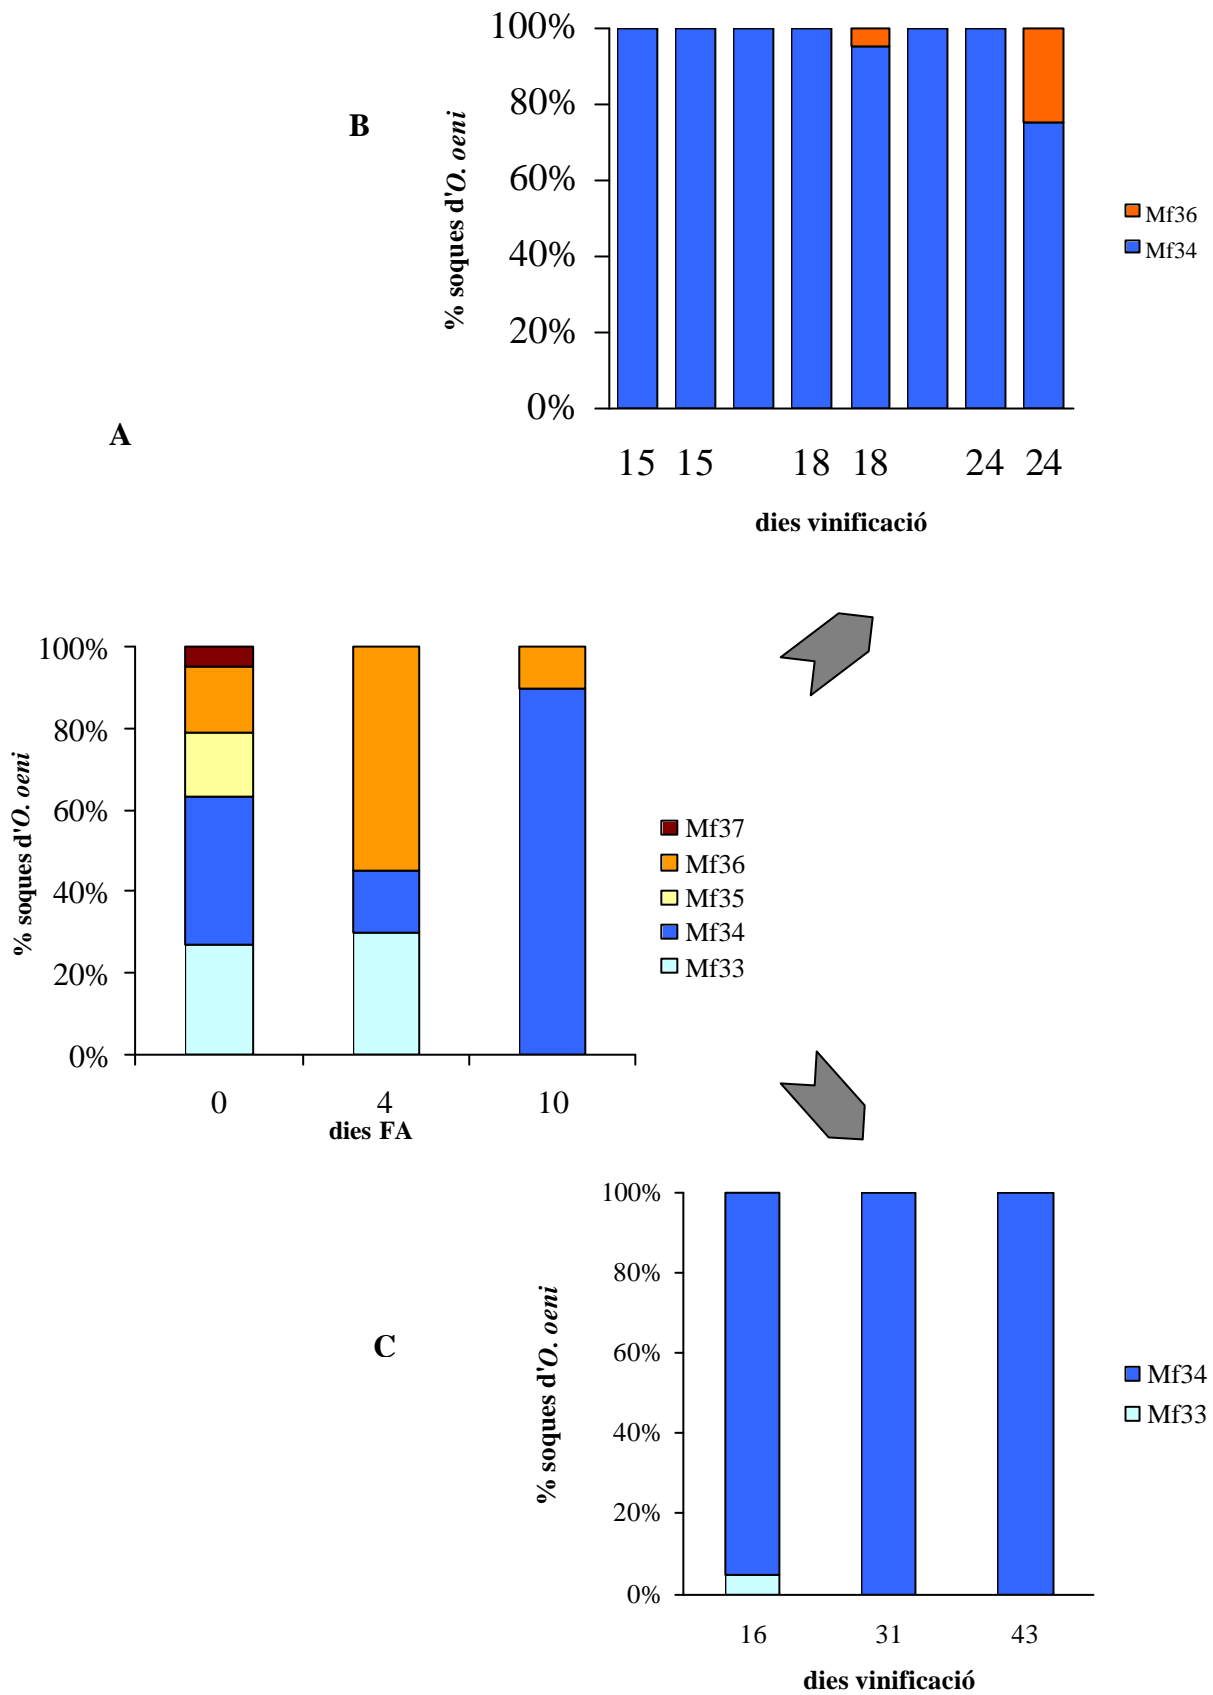 B
% soques d'O. oeni
100%
80%
60%
40%
20%
0%
15 15 18 18 24 24
dies vinificació
Mf36
Mf34
A
% soques d'O. oeni
100%
80%
60%
40%
20%
0%
0 4 10
dies FA
Mf37
Mf36
Mf35
Mf34
Mf33
C
% soques d'O. oeni
100%
80%
60%
40%
20%
0%
16 31 43
dies vinificació
Mf34
Mf33